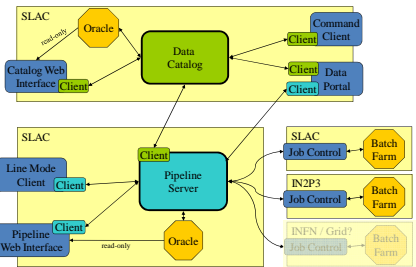 SLAC
Oracle
read-only
Command
Client
Client
Data
Catalog
Catalog Web
Interface
Client
Client
Data
Portal
Client
SLAC
Client
Line Mode
Client
Client
Pipeline
Server
Client
Pipeline
Web Interface
read-only
Oracle
SLAC
Job Control
Batch
Farm
IN2P3
Job Control
Batch
Farm
INFN / Grid?
Job Control
Batch
Farm